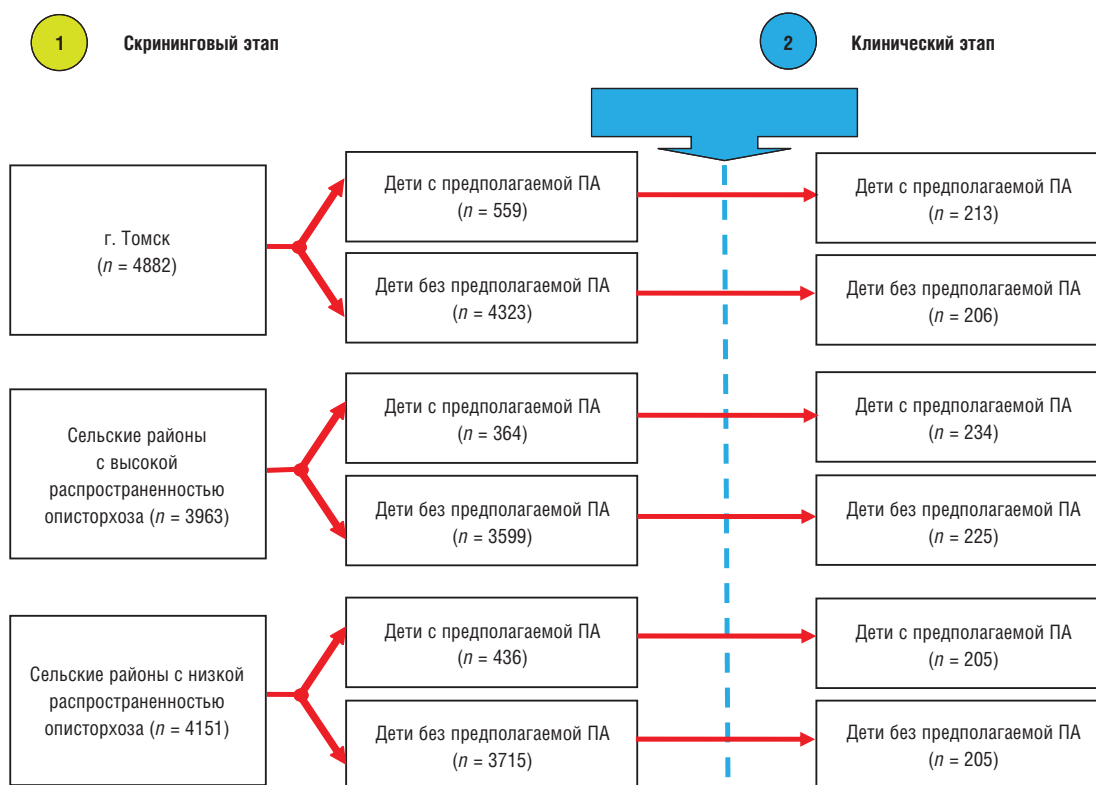 1
Скрининговый этап
2
Клинический этап
г. Томск
(n = 4882)
Дети с предполагаемой ПА
(n = 559)
Дети с предполагаемой ПА
(n = 213)
Дети без предполагаемой ПА
(n = 4323)
Дети без предполагаемой ПА
(n = 206)
Сельские районы
с высокой
распространенностью
описторхоза (n = 3963)
Дети с предполагаемой ПА
(n = 364)
Дети с предполагаемой ПА
(n = 234)
Дети без предполагаемой ПА
(n = 3599)
Дети без предполагаемой ПА
(n = 225)
Сельские районы с низкой
распространенностью
описторхоза (n = 4151)
Дети с предполагаемой ПА
(n = 436)
Дети с предполагаемой ПА
(n = 205)
Дети без предполагаемой ПА
(n = 3715)
Дети без предполагаемой ПА
(n = 205)